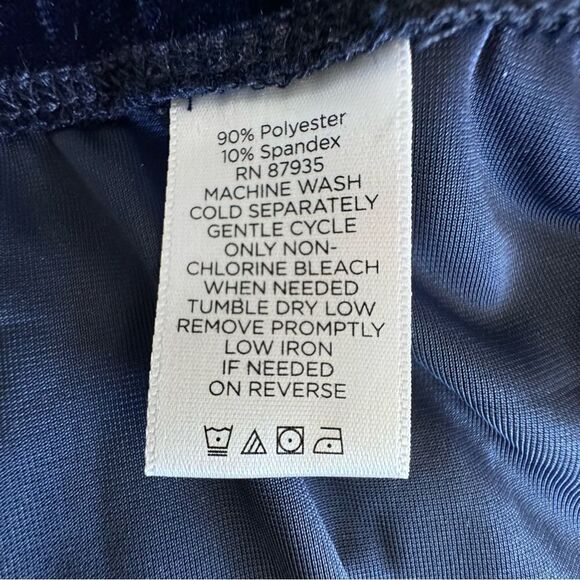 90% Polyester
10% Spandex
RN 87935
MACHINE WASH
COLD SEPARATELY
GENTLE CYCLE
ONLY NON-
CHLORINE BLEACH
WHEN NEEDED
TUMBLE DRY LOW
REMOVE PROMPTLY
LOW IRON
IF NEEDED
ON REVERSE